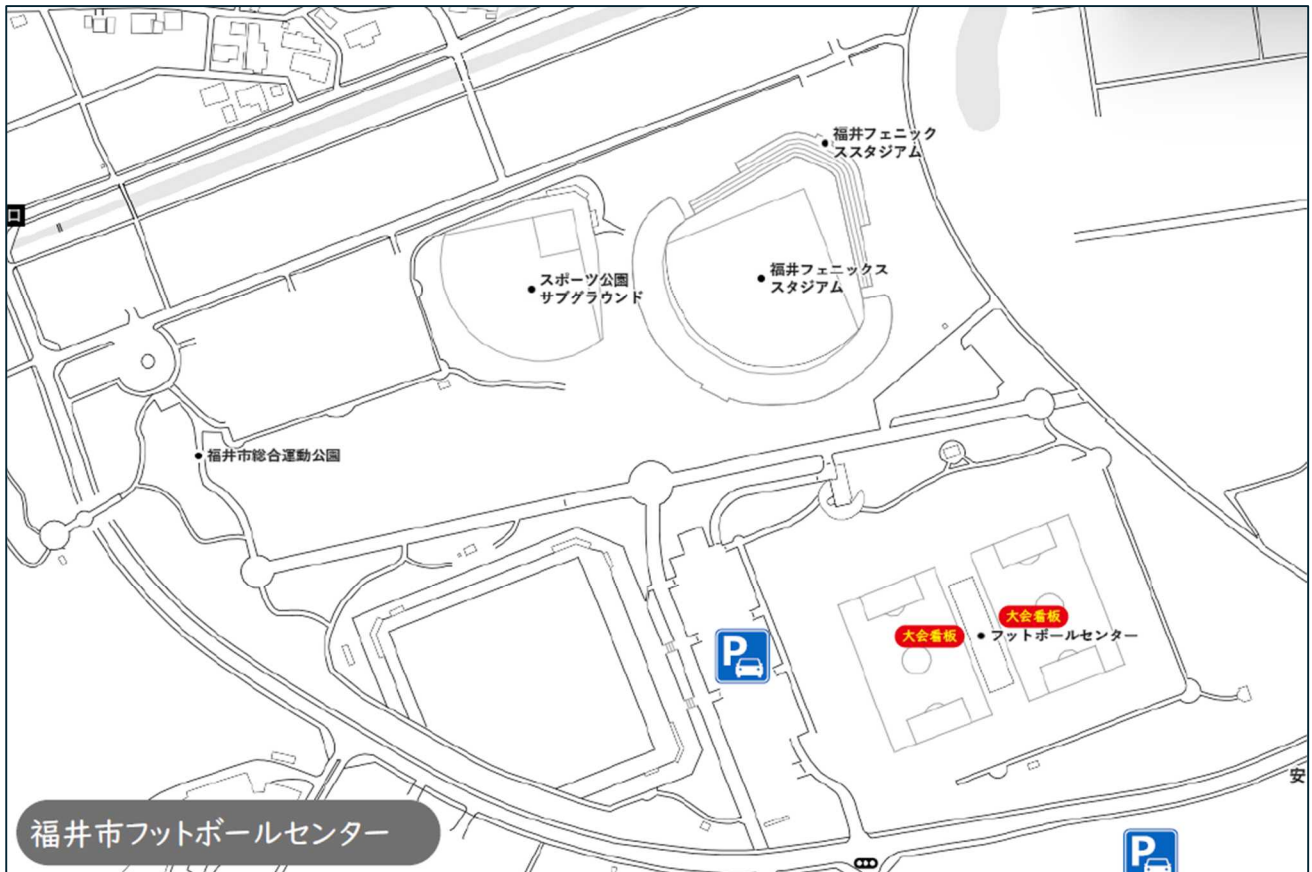 福井フェニック
ススタジアム
福井フェニックス
スタジアム
スポーツ公園
サブグラウンド
福井市総合運動公園
大会看板
大会看板
フットボールセンター
P
安
福井市フットボールセンター
P